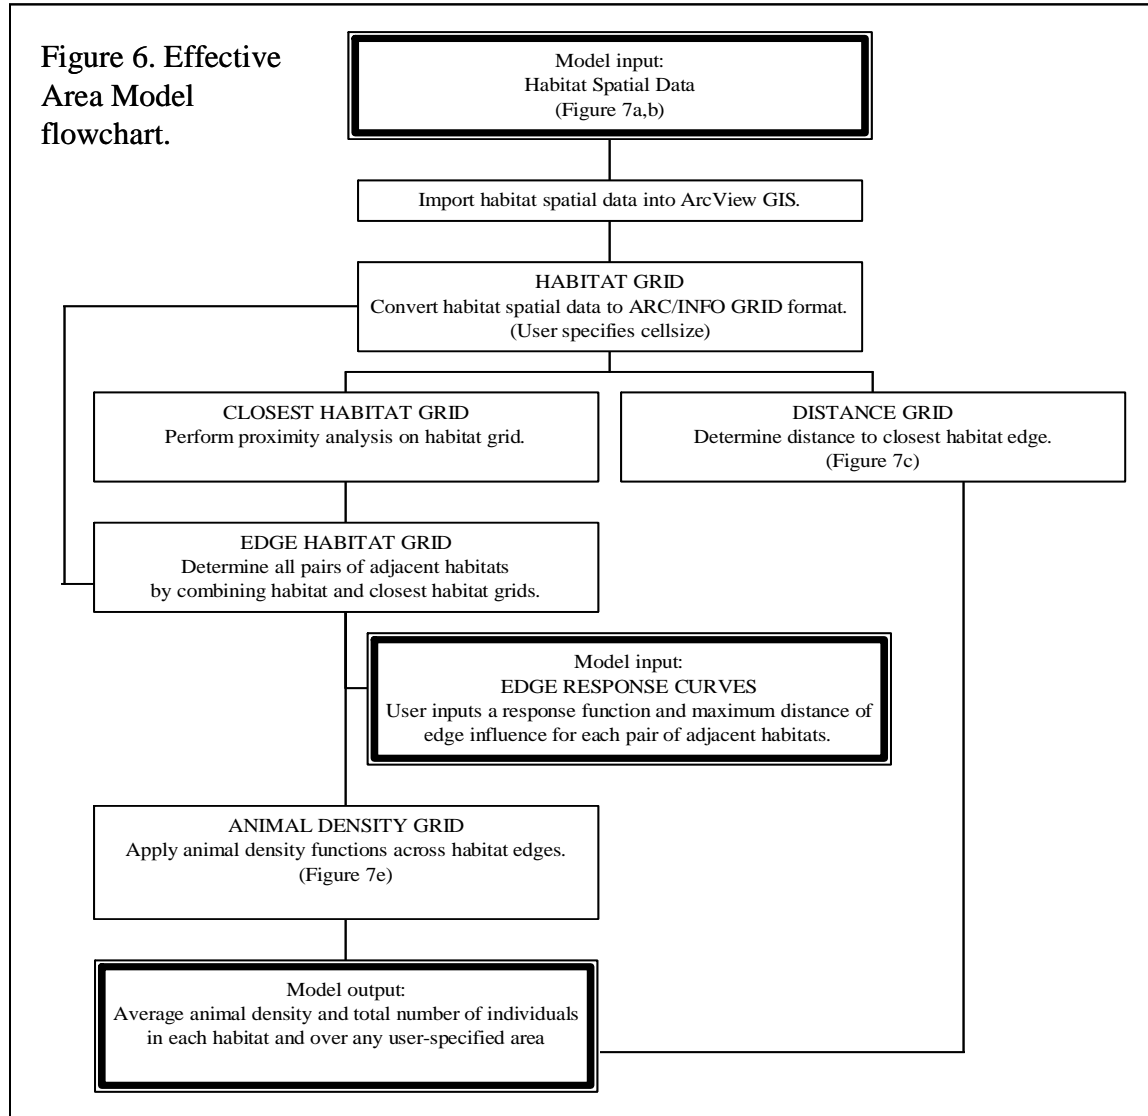 Figure 6. Effective
Area Model
flowchart.
Model input:
Habitat Spatial Data
(Figure 7a,b)
Import habitat spatial data into ArcView GIS.
HABITAT GRID
Convert habitat spatial data to ARC/INFO GRID format.
(User specifies cellsize)
CLOSEST HABITAT GRID
Perform proximity analysis on habitat grid.
DISTANCE GRID
Determine distance to closest habitat edge.
(Figure 7c)
EDGE HABITAT GRID
Determine all pairs of adjacent habitats
by combining habitat and closest habitat grids.
Model input:
EDGE RESPONSE CURVES
User inputs a response function and maximum distance of
edge influence for each pair of adjacent habitats.
ANIMAL DENSITY GRID
Apply animal density functions across habitat edges.
(Figure 7e)
Model output:
Average animal density and total number of individuals
in each habitat and over any user-specified area